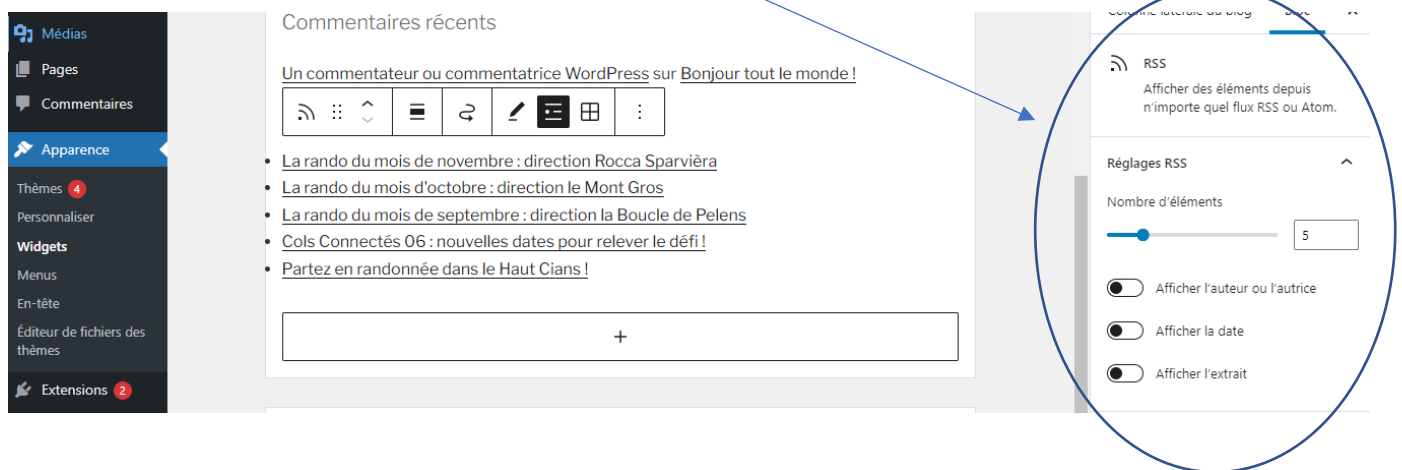 Médias
Pages
Commentaires
Apparence
Thèmes 4
Personnaliser
Widgets
Menus
En-tête
Éditeur de fichiers des
thèmes
Extensions 2
Commentaires récents
Un commentateur ou commentatrice WordPress sur Bonjour tout le monde !
La rando du mois de novembre : direction Rocca Sparvièra
La rando du mois d'octobre : direction le Mont Gros
La rando du mois de septembre : direction la Boucle de Pelens
Cols Connectés 06 : nouvelles dates pour relever le défi !
Partez en randonnée dans le Haut Cians !
+
Colonne latérale du blog Bloc
RSS
Afficher des éléments depuis
n'importe quel flux RSS ou Atom.
Réglages RSS
Nombre d'éléments
5
Afficher l'auteur ou l'autrice
Afficher la date
Afficher l'extrait